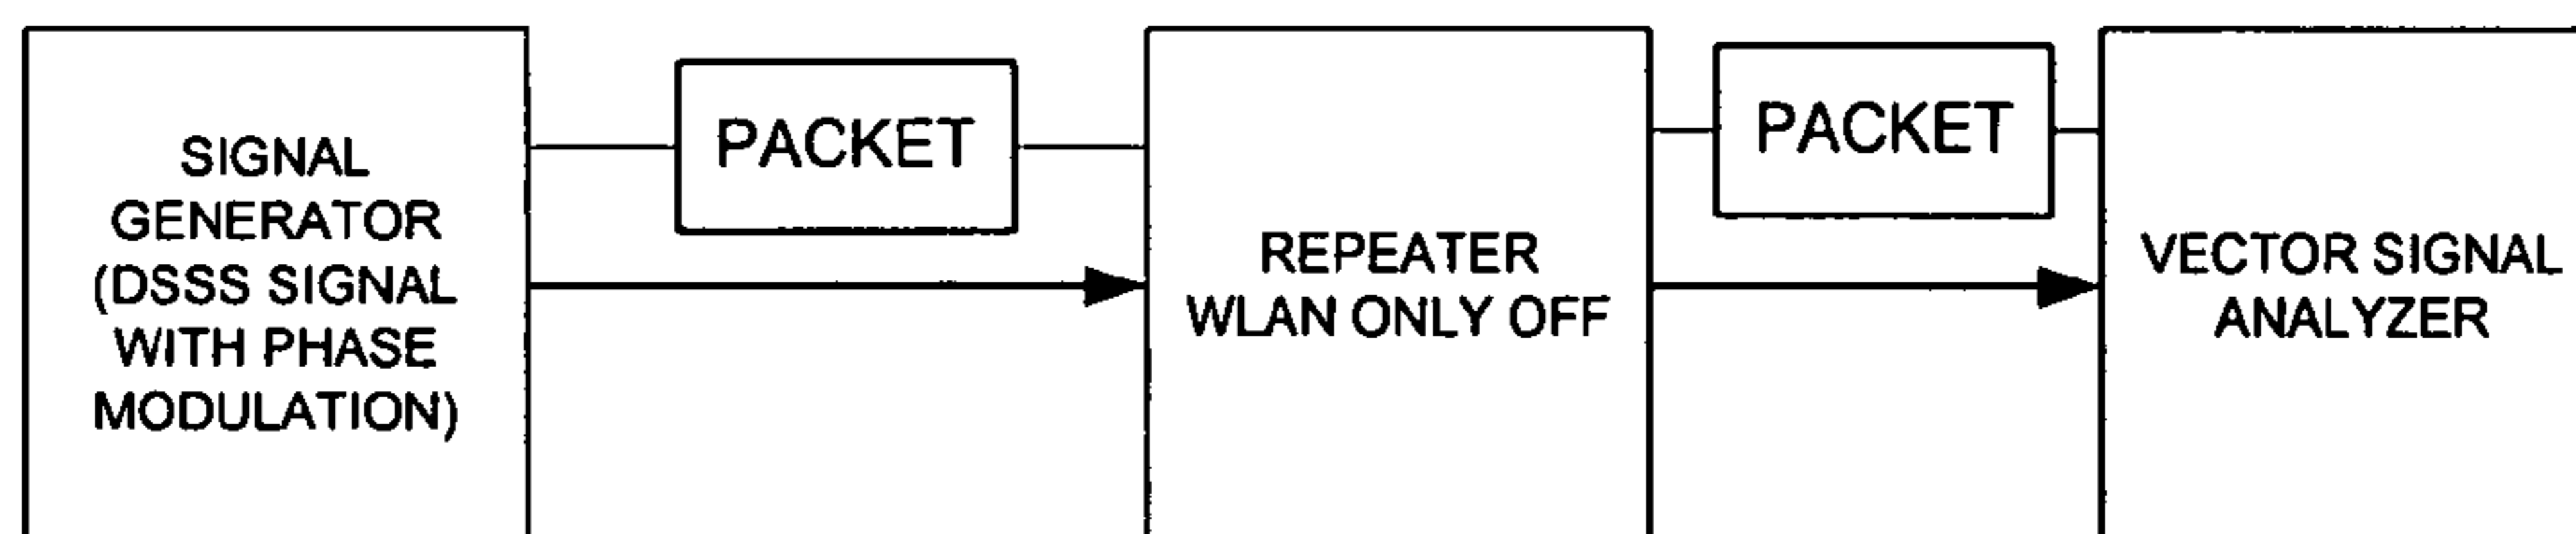 SIGNAL
GENERATOR
(DSSS SIGNAL
WITH PHASE
MODULATION)
PACKET
REPEATER
WLAN ONLY OFF
PACKET
VECTOR SIGNAL
ANALYZER